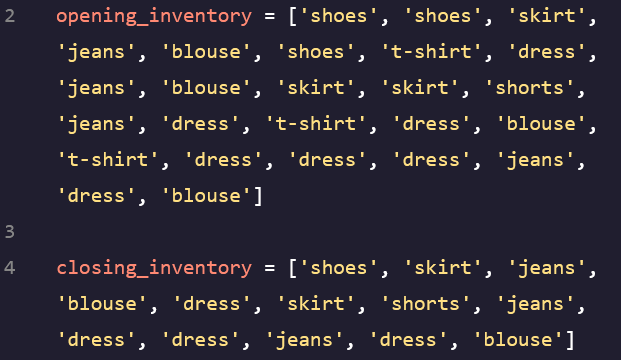 2 opening_inventory = ['shoes', 'shoes', 'skirt',
'jeans', 'blouse', 'shoes', 't-shirt', 'dress',
'jeans', 'blouse', 'skirt', 'skirt', 'shorts',
'jeans', 'dress', 't-shirt', 'dress', 'blouse',
't-shirt', 'dress', 'dress', 'dress', 'jeans',
'dress', 'blouse']
3
4 closing_inventory = ['shoes', 'skirt', 'jeans',
'blouse', 'dress', 'skirt', 'shorts', 'jeans',
'dress', 'dress', 'jeans', 'dress', 'blouse']